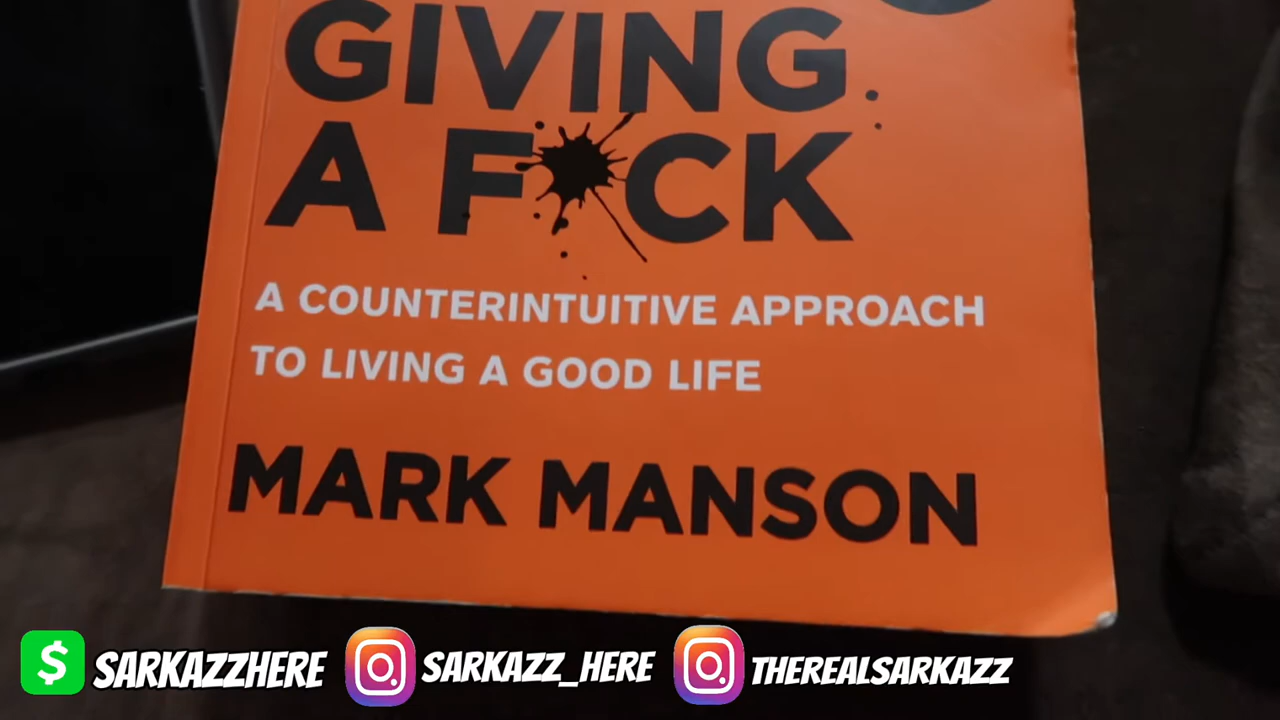 GIVING
A F*CK
A COUNTERINTUITIVE APPROACH
TO LIVING A GOOD LIFE
MARK MANSON
$ SARKAZZHERE SARKAZZ_HERE THEREALSARKAZZ